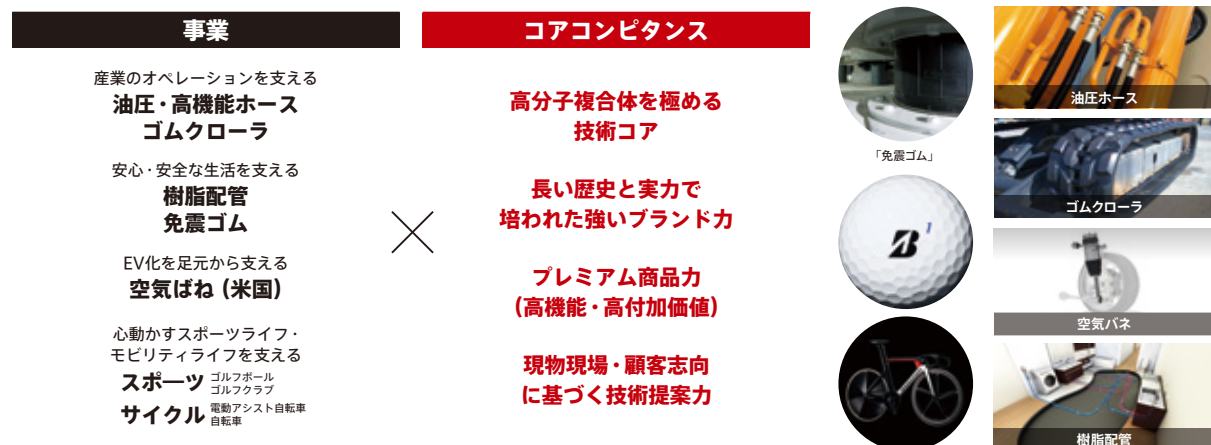 事業
産業のオペレーションを支える
油圧・高機能ホース
ゴムクローラ
安心・安全な生活を支える
樹脂配管
免震ゴム
EV化を足元から支える
空気ばね（米国）
心動かすスポーツライフ・
モビリティライフを支える
スポーツ ゴルフボール
ゴルフクラブ
サイクル 電動アシスト自転車
自転車
×
コアコンピタンス
高分子複合体を極める
技術コア
長い歴史と実力で
培われた強いブランド力
プレミアム商品力
（高機能・高付加価値）
現物現場・顧客志向
に基づく技術提案力
「免震ゴム」
B 1
油圧ホース
ゴムクローラ
空気バネ
樹脂配管